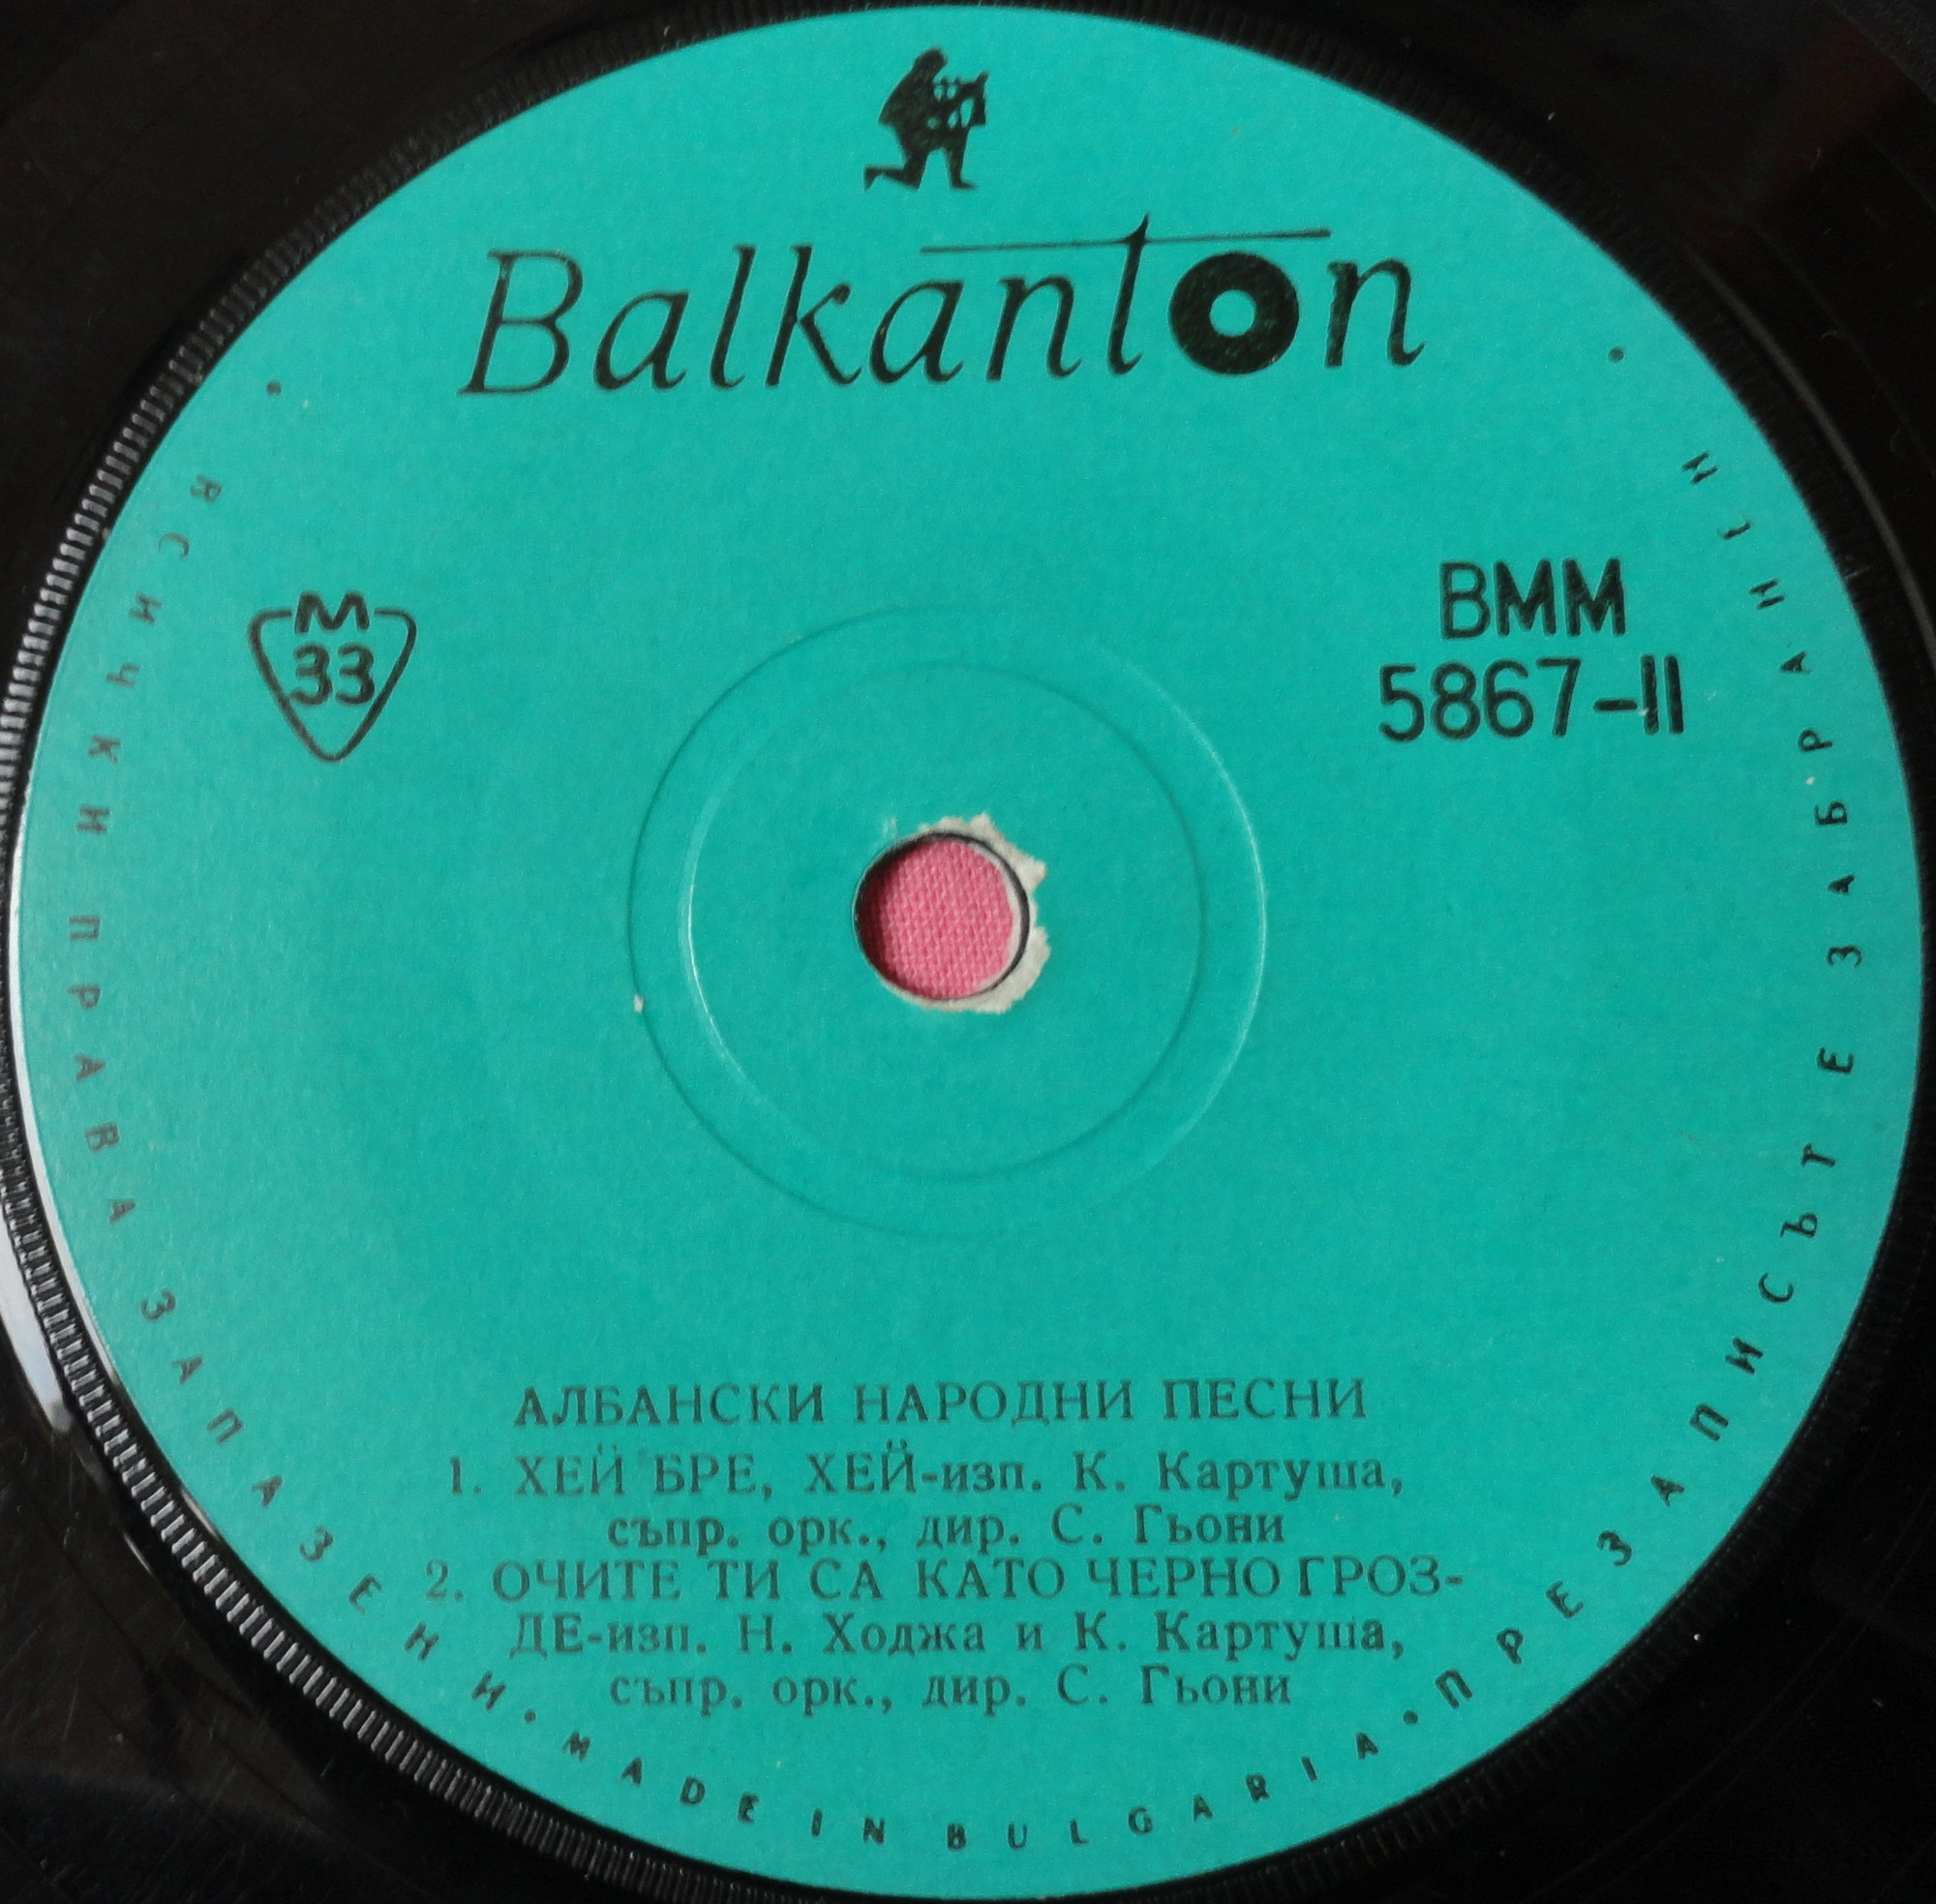 Balkanton
М
33
ВММ
5867-II
АЛБАНСКИ НАРОДНИ ПЕСНИ
1. ХЕЙ БРЕ, ХЕЙ-изп. К. Картуша,
съпр. орк., дир. С. Гьони
2. ОЧИТЕ ТИ СА КАТО ЧЕРНО ГРОЗ-
ДЕ-изп. Н. Ходжа и К. Картуша,
съпр. орк., дир. С. Гьони
• ВСИЧКИ ПРАВА ЗАПАЗЕНИ • MADE IN BULGARIA • ПРЕЗАПИСЪТ Е ЗАБРАНЕН •